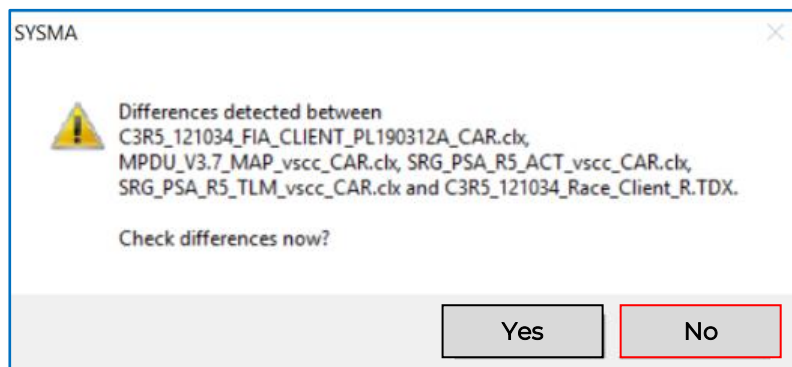 SYSMA
Differences detected between
C3R5_121034_FIA_CLIENT_PL190312A_CAR.clx,
MPDU_V3.7_MAP_vscc_CAR.clx, SRG_PSA_R5_ACT_vscc_CAR.clx,
SRG_PSA_R5_TLM_vscc_CAR.clx and C3R5_121034_Race_Client_R.TDX.
Check differences now?
Yes No